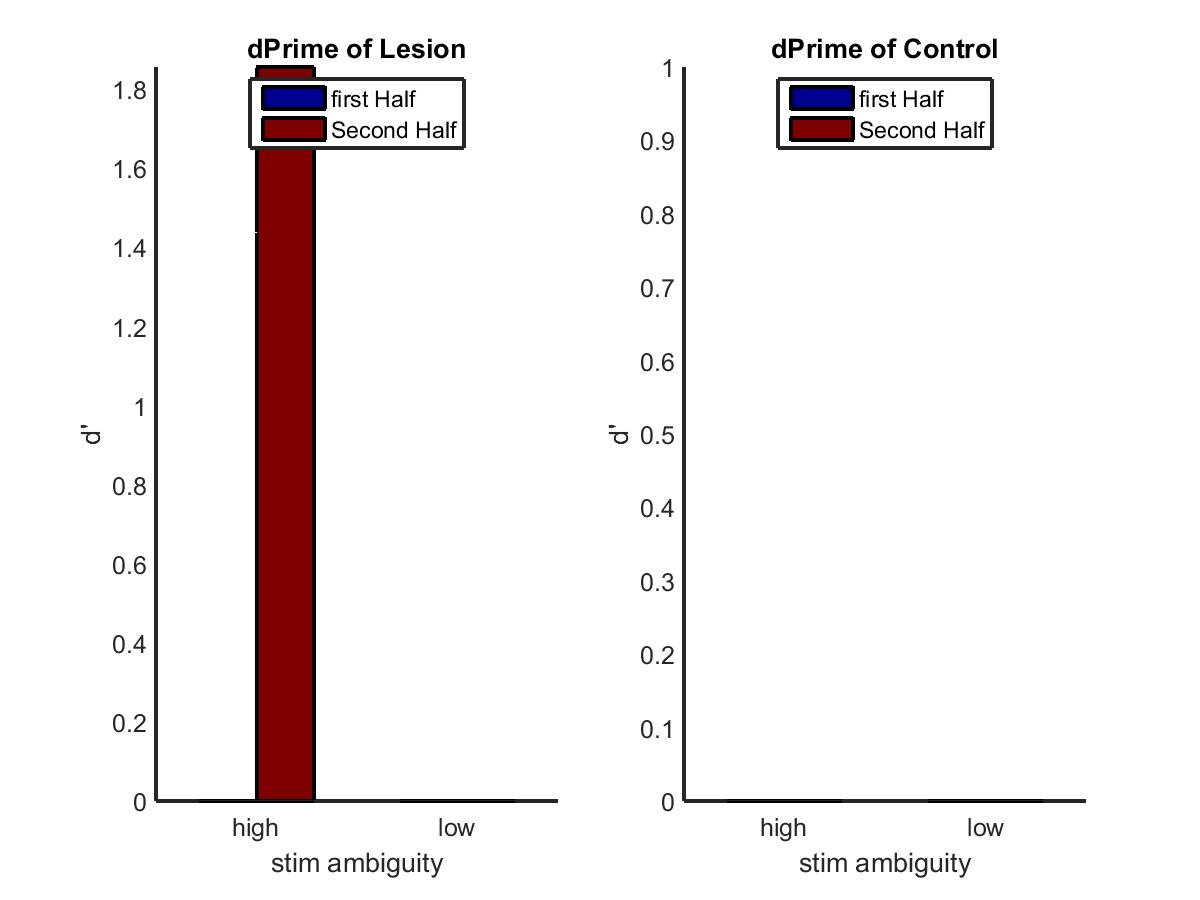 dPrime of Lesion
first Half
Second Half
1.8
1.6
1.4
1.2
1
0.8
0.6
0.4
0.2
0
d'
high low
stim ambiguity
dPrime of Control
first Half
Second Half
1
0.9
0.8
0.7
0.6
0.5
0.4
0.3
0.2
0.1
0
d'
high low
stim ambiguity